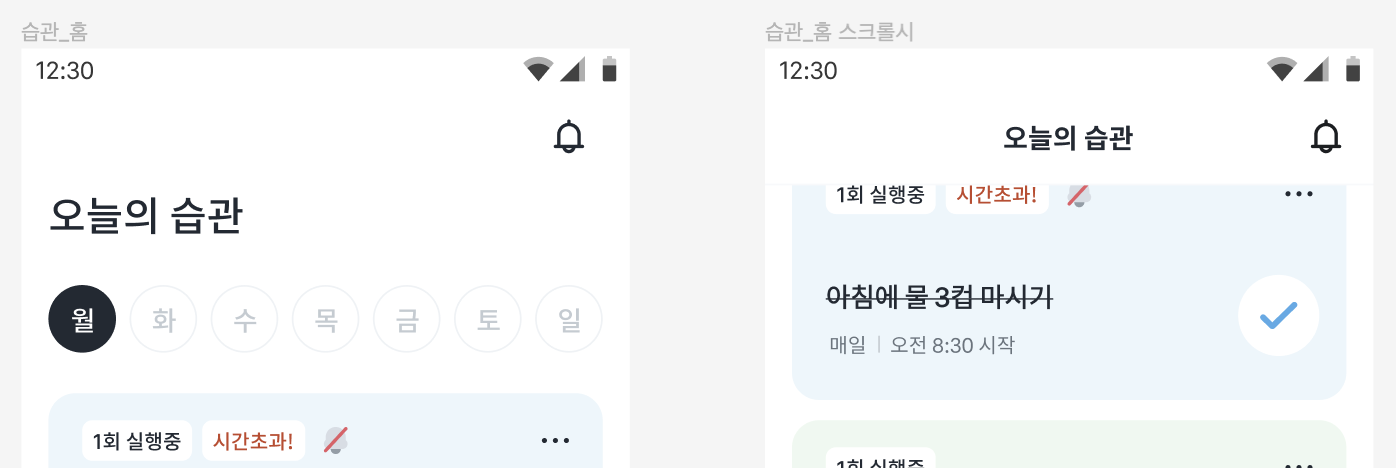 습관_홈
12:30
오늘의 습관
월 화 수 목 금 토 일
1회 실행중 시간초과!
습관_홈 스크롤시
12:30
오늘의 습관
1회 실행중 시간초과!
아침에 물 3컵 마시기
매일 | 오전 8:30 시작
1회 실행중